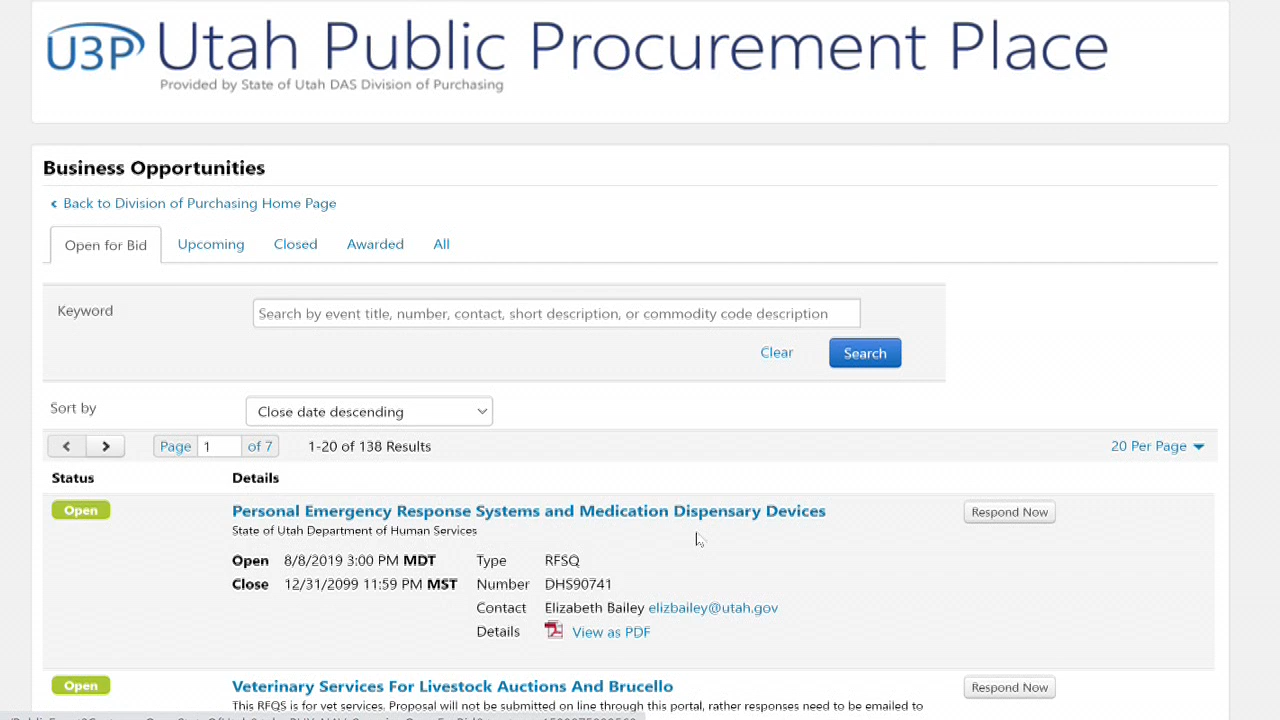 U3P Utah Public Procurement Place
Provided by State of Utah DAS Division of Purchasing
Business Opportunities
Back to Division of Purchasing Home Page
Open for Bid Upcoming Closed Awarded All
Keyword Search by event title, number, contact, short description, or commodity code description
Clear Search
Sort by Close date descending
Page 1 of 7 1-20 of 138 Results 20 Per Page
Status Details
Open Personal Emergency Response Systems and Medication Dispensary Devices Respond Now
State of Utah Department of Human Services
Open 8/8/2019 3:00 PM MDT Type RFSQ
Close 12/31/2099 11:59 PM MST Number DHS90741
Contact Elizabeth Bailey elizbailey@utah.gov
Details View as PDF
Open Veterinary Services For Livestock Auctions And Brucello Respond Now
This RFQS is for vet services. Proposal will not be submitted on line through this portal, rather responses need to be emailed to